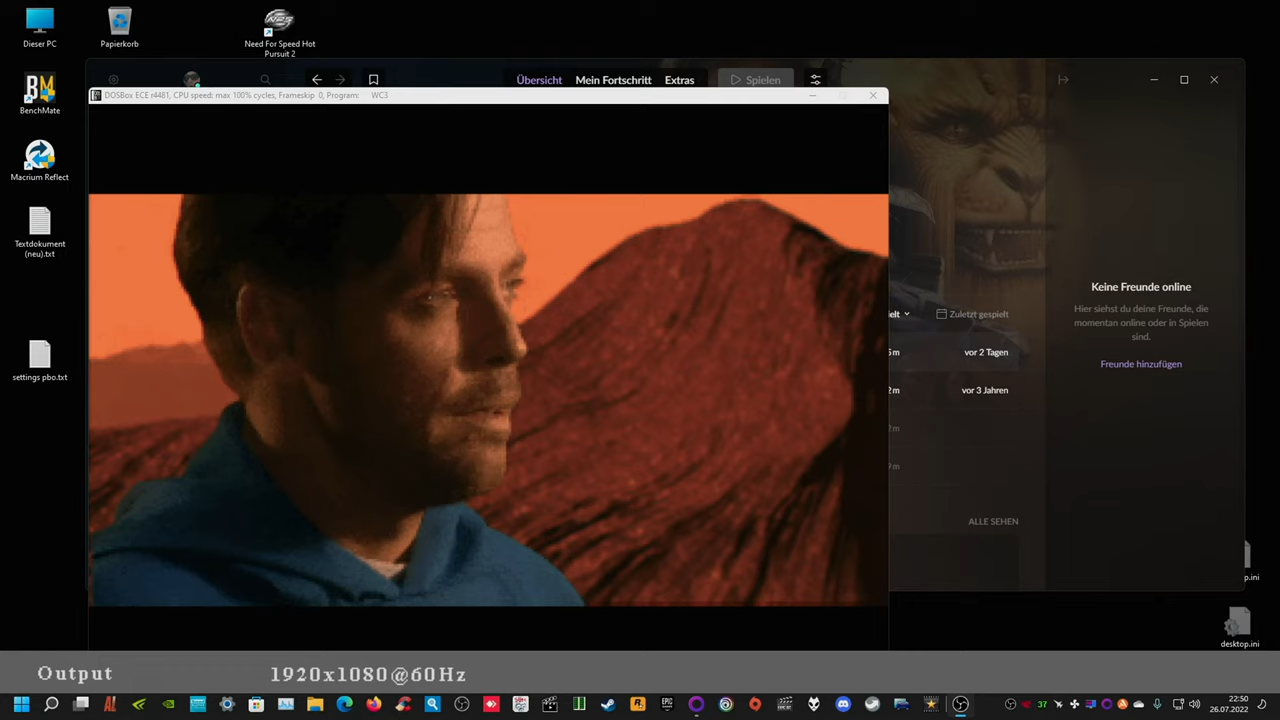 Dieser PC
Papierkorb
Need For Speed Hot
Pursuit 2
BenchMate
Macrium Reflect
Textdokument
(neu).txt
settings pbo.txt
Übersicht
Mein Fortschritt
Extras
Spielen
DOSBox ECE r4481, CPU speed: max 100% cycles, Frameskip 0, Program: WC3
Zuletzt gespielt
vor 2 Tagen
vor 3 Jahren
ALLE SEHEN
Keine Freunde online
Hier siehst du deine Freunde, die
momentan online oder in Spielen
sind.
Freunde hinzufügen
desktop.ini
Output 1920x1080@60Hz
37
22:50
26.07.2022